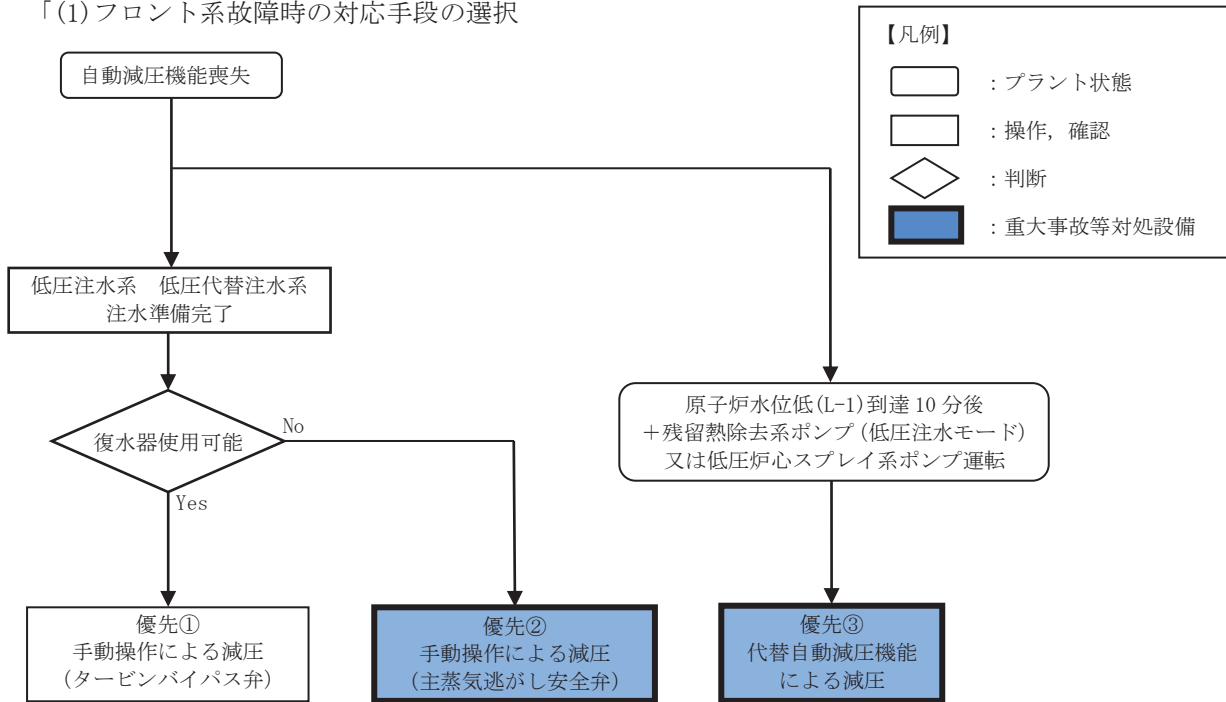 「(1)フロント系故障時の対応手段の選択
自動減圧機能喪失
【凡例】
：プラント状態
：操作，確認
：判断
：重大事故等対処設備
低圧注水系　低圧代替注水系
注水準備完了
復水器使用可能
No
Yes
原子炉水位低(L-1)到達 10 分後
＋残留熱除去系ポンプ(低圧注水モード)
又は低圧炉心スプレイ系ポンプ運転
優先①
手動操作による減圧
(タービンバイパス弁)
優先②
手動操作による減圧
(主蒸気逃がし安全弁)
優先③
代替自動減圧機能
による減圧